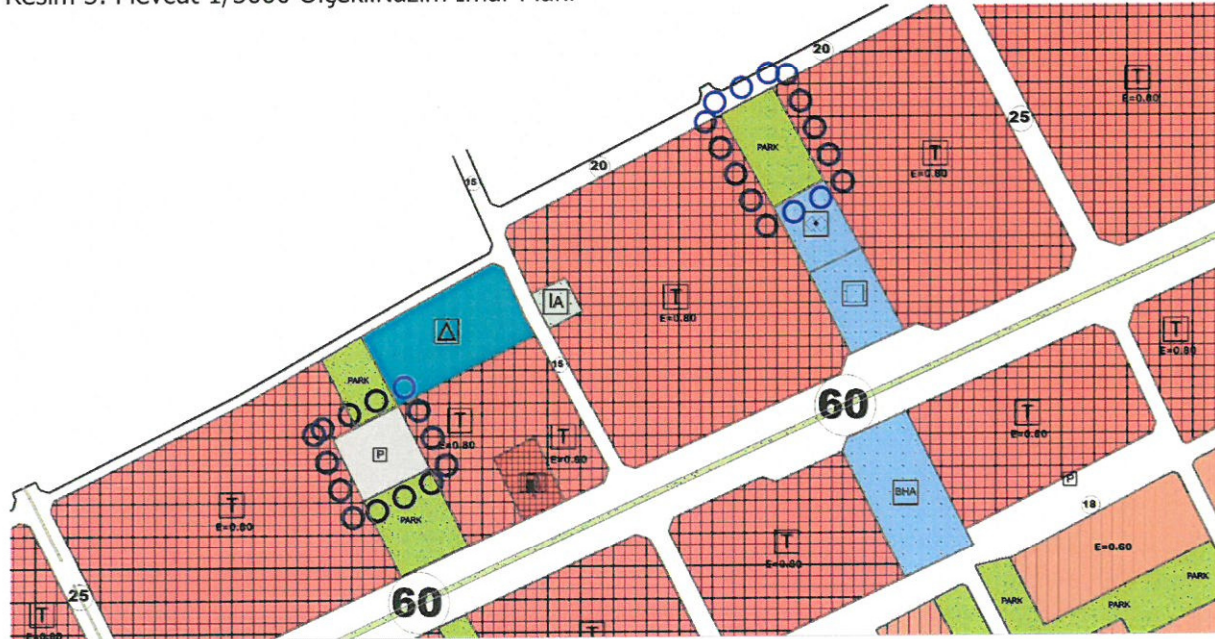 Resim 3: Mevcut 1/5000 Ölçekli Nazım İmar Planı
20
T
E=0.80
25
PARK
T
E=0.80
20
15
T
E=0.80
İA
T
E=0.80
15
PARK
60
T
E=0.80
T
E=0.80
T
E=0.60
P
P
BHA
T
E=0.80
PARK
18
T
E=0.80
E=0.60
25
60
PARK
PARK
PARK
T
E=0.80
T